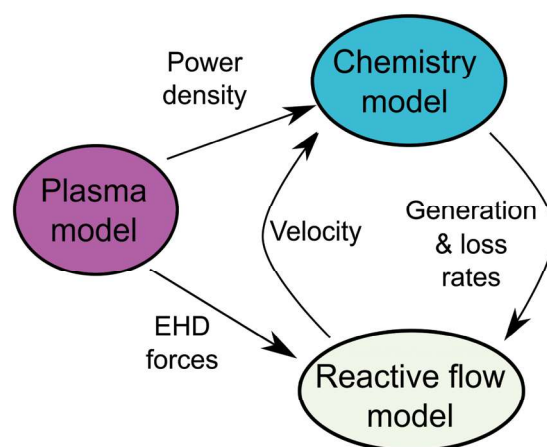 Power
density
Chemistry
model
Plasma
model
Velocity
Generation
& loss
rates
EHD
forces
Reactive flow
model